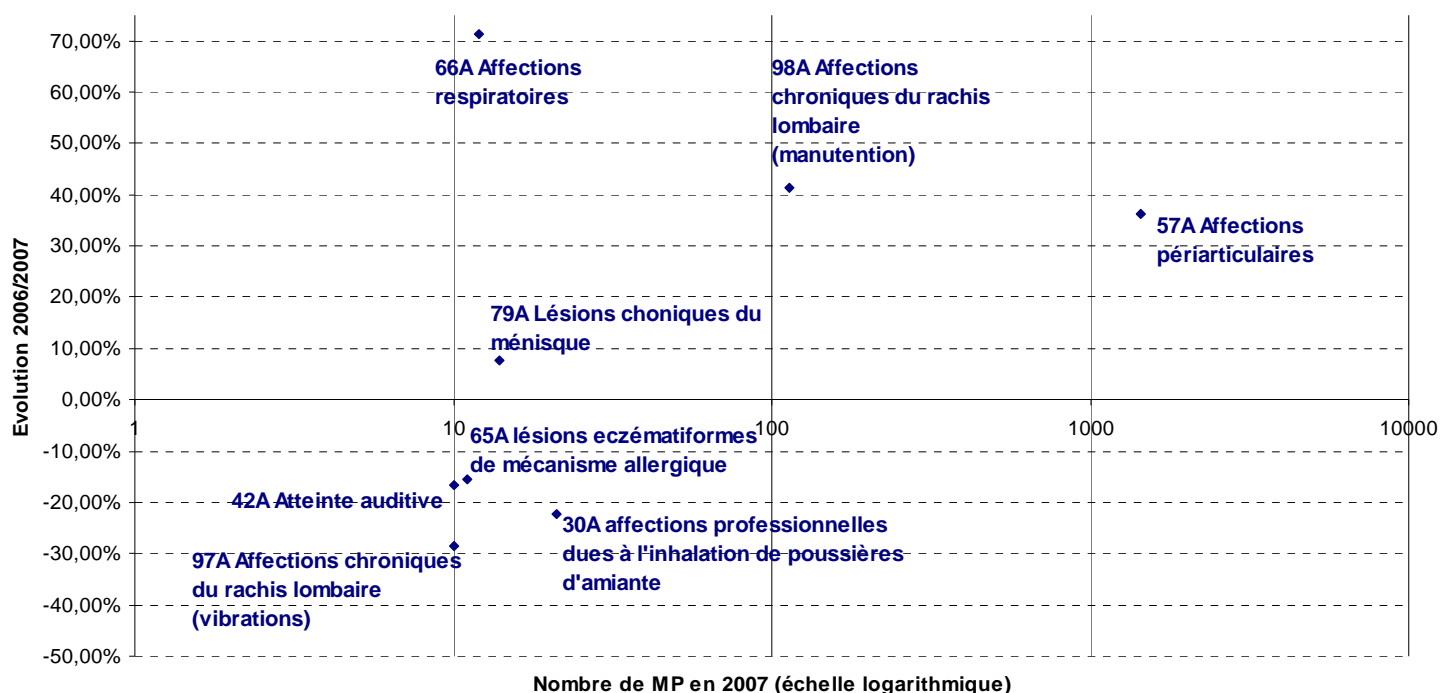 70,00%
60,00%
50,00%
40,00%
30,00%
20,00%
10,00%
0,00%
-10,00%
-20,00%
-30,00%
-40,00%
-50,00%
Evolution 2006/2007
66A Affections
respiratoires
98A Affections
chroniques du rachis
lombaire
(manutention)
57A Affections
périarticulaires
79A Lésions choniques du
ménisque
1
10
100
1000
10000
65A lésions eczématiformes
de mécanisme allergique
42A Atteinte auditive
30A affections professionnelles
dues à l'inhalation de poussières
d'amiante
97A Affections chroniques
du rachis lombaire
(vibrations)
Nombre de MP en 2007 (échelle logarithmique)